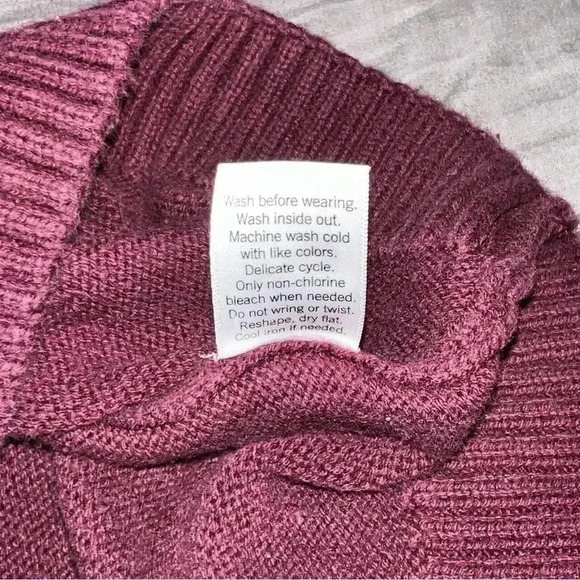 Wash before wearing.
Wash inside out.
Machine wash cold
with like colors.
Delicate cycle.
Only non-chlorine
bleach when needed.
Do not wring or twist.
Reshape, dry flat.
Cool iron if needed.